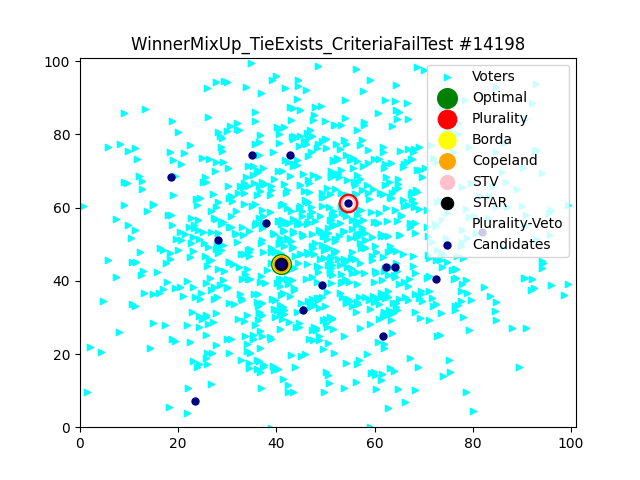 WinnerMixUp_TieExists_CriteriaFailTest #14198
Voters
Optimal
Plurality
Borda
Copeland
STV
STAR
Plurality-Veto
Candidates
100
80
60
40
20
0
0 20 40 60 80 100